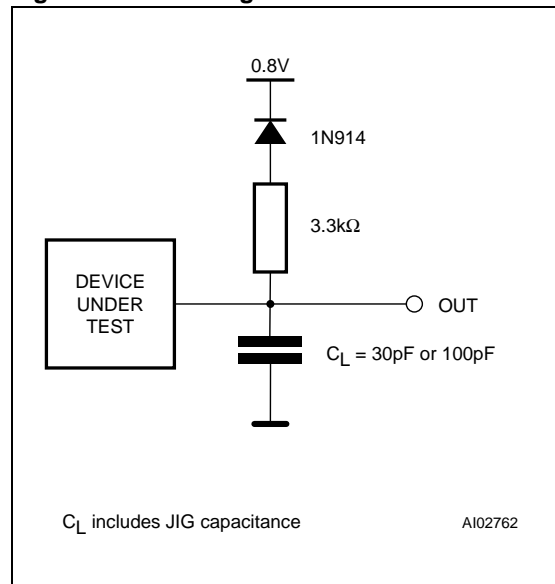 0.8V
1N914
3.3kΩ
DEVICE
UNDER
TEST
OUT
CL = 30pF or 100pF
CL includes JIG capacitance
AI02762